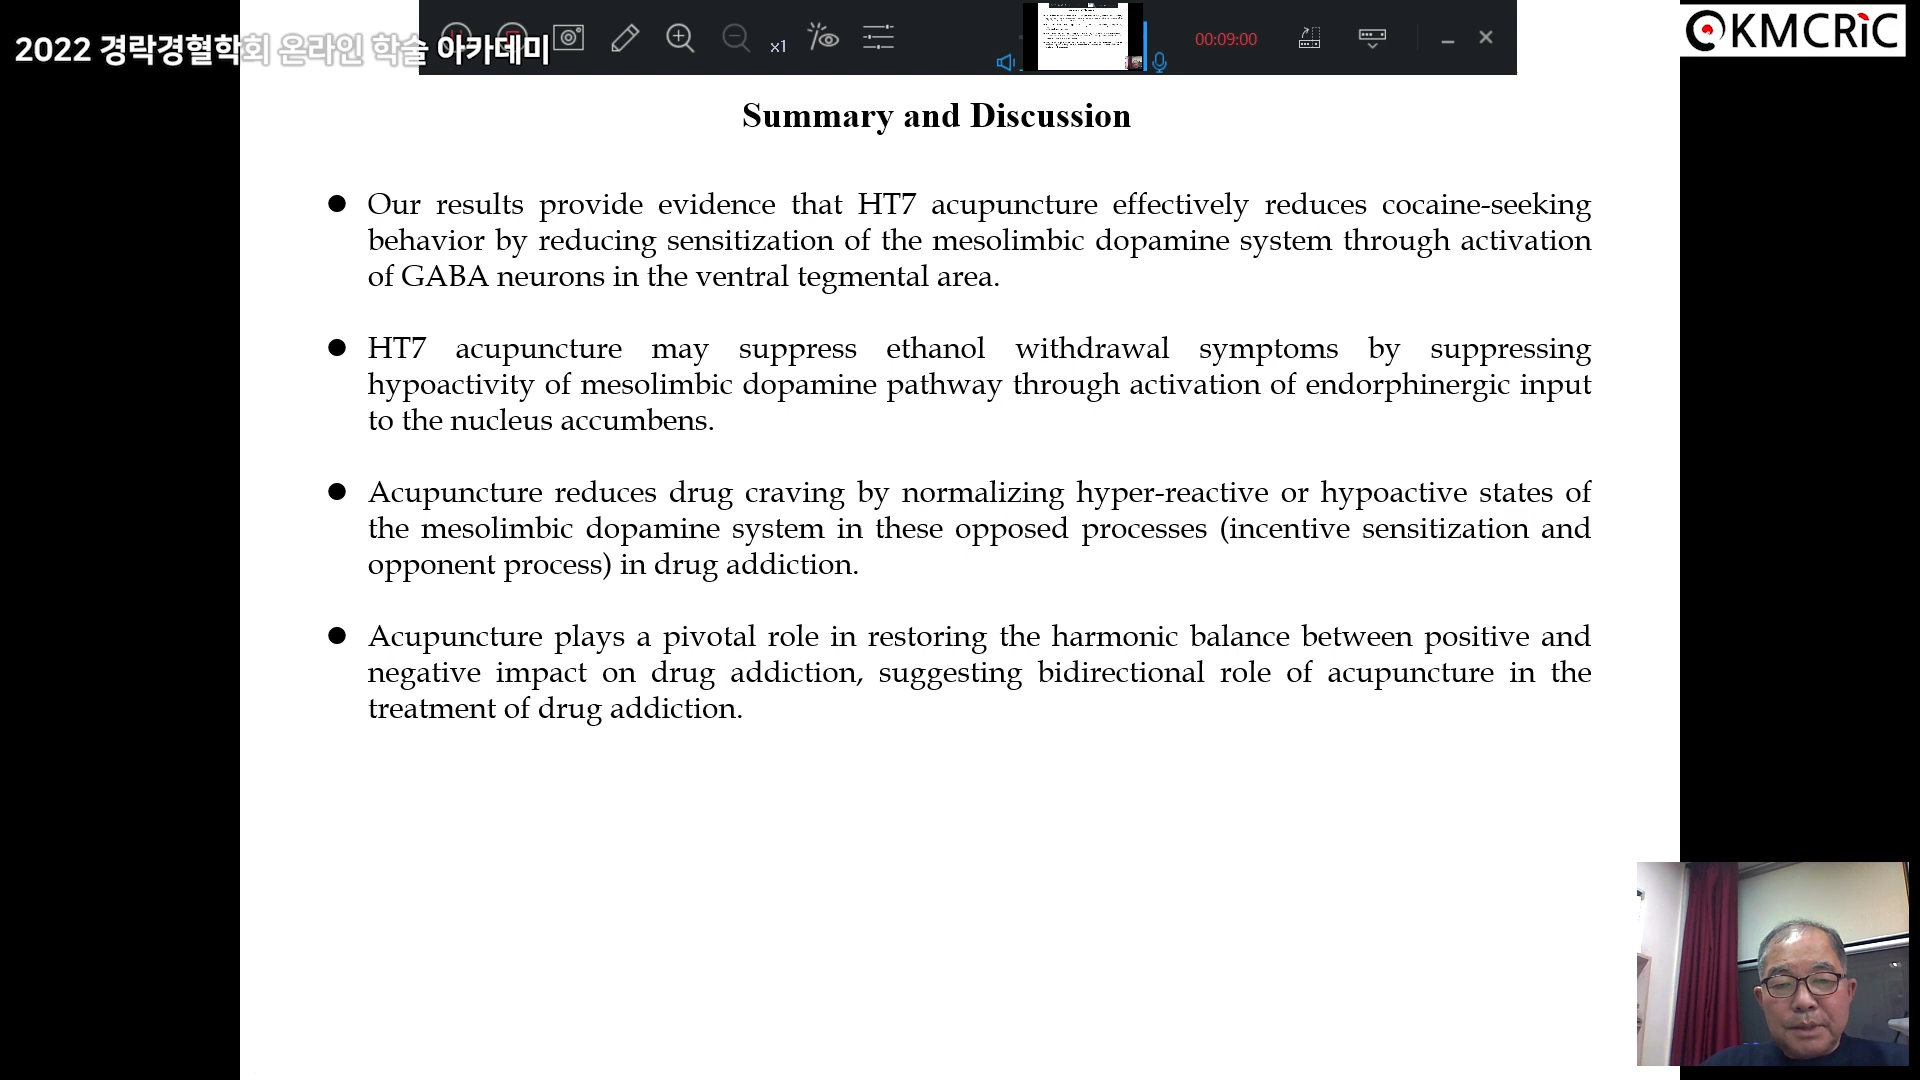 2022 경락경혈학회 온라인 학술 아카데미
x1
00:09:00
KMCRiC
Summary and Discussion
● Our results provide evidence that HT7 acupuncture effectively reduces cocaine-seeking
behavior by reducing sensitization of the mesolimbic dopamine system through activation
of GABA neurons in the ventral tegmental area.
● HT7 acupuncture may suppress ethanol withdrawal symptoms by suppressing
hypoactivity of mesolimbic dopamine pathway through activation of endorphinergic input
to the nucleus accumbens.
● Acupuncture reduces drug craving by normalizing hyper-reactive or hypoactive states of
the mesolimbic dopamine system in these opposed processes (incentive sensitization and
opponent process) in drug addiction.
● Acupuncture plays a pivotal role in restoring the harmonic balance between positive and
negative impact on drug addiction, suggesting bidirectional role of acupuncture in the
treatment of drug addiction.